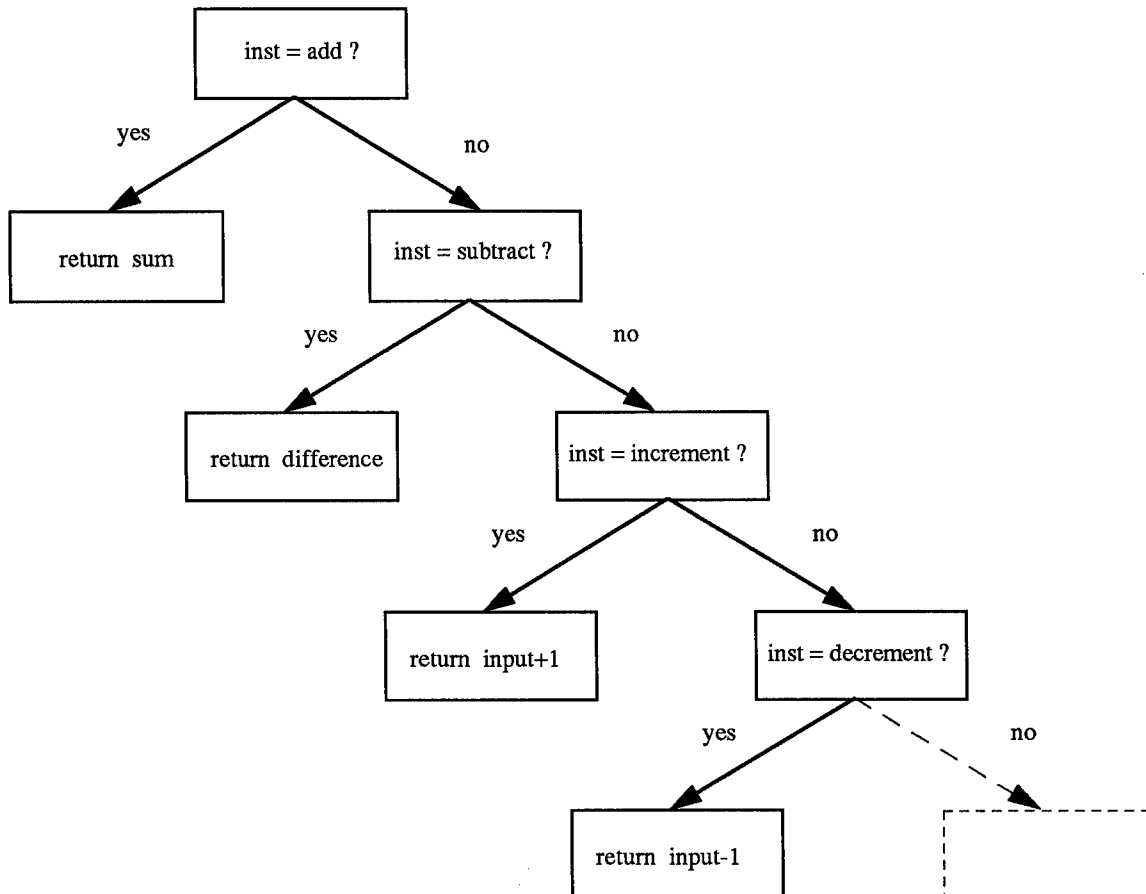 inst = add ?
yes
no
return sum
inst = subtract ?
yes
no
return difference
inst = increment ?
yes
no
return input+1
inst = decrement ?
yes
no
return input-1